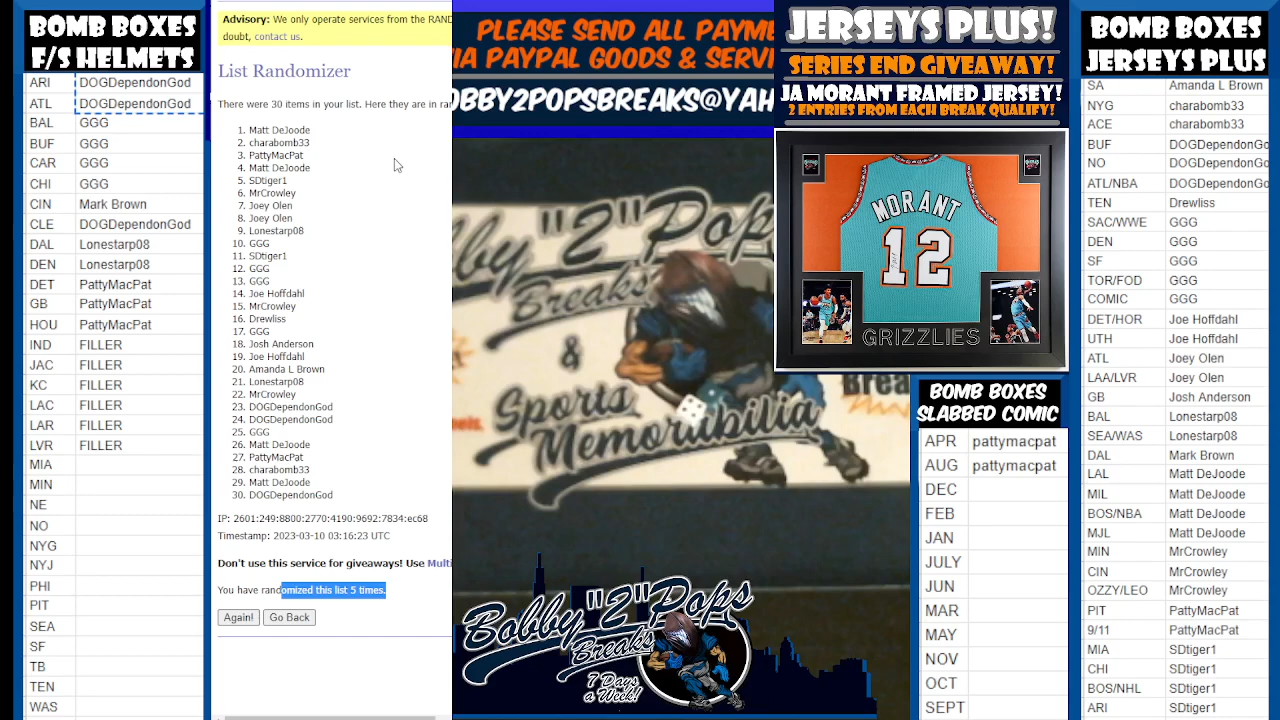 BOMB BOXES
F/S HELMETS
ARI DOGDependonGod
ATL DOGDependonGod
BAL GGG
BUF GGG
CAR GGG
CHI GGG
CIN Mark Brown
CLE DOGDependonGod
DAL Lonestarp08
DEN Lonestarp08
DET PattyMacPat
GB PattyMacPat
HOU PattyMacPat
IND FILLER
JAC FILLER
KC FILLER
LAC FILLER
LAR FILLER
LVR FILLER
MIA
MIN
NE
NO
NYG
NYJ
PHI
PIT
SEA
SF
TB
TEN
WAS
Advisory: We only operate services from the RAND
doubt, contact us.
List Randomizer
There were 30 items in your list. Here they are in ran
1. Matt DeJoode
2. charabomb33
3. PattyMacPat
4. Matt DeJoode
5. SDtiger1
6. MrCrowley
7. Joey Olen
8. Joey Olen
9. Lonestarp08
10. GGG
11. SDtiger1
12. GGG
13. GGG
14. Joe Hoffdahl
15. MrCrowley
16. Drewliss
17. GGG
18. Josh Anderson
19. Joe Hoffdahl
20. Amanda L Brown
21. Lonestarp08
22. MrCrowley
23. DOGDependonGod
24. DOGDependonGod
25. GGG
26. Matt DeJoode
27. PattyMacPat
28. charabomb33
29. Matt DeJoode
30. DOGDependonGod
IP: 2601:249:8800:2770:4190:9692:7834:ec68
Timestamp: 2023-03-10 03:16:23 UTC
Don't use this service for giveaways! Use Multi
You have randomized this list 5 times.
Again! Go Back
PLEASE SEND ALL PAYME
IA PAYPAL GOODS & SERVI
OBBY2POPSBREAKS@YAH
bby "2" Pop
Breaks
&
Sports
Memorabilia
Brea
Bobby "2" Pops
Breaks
7 Days
a Week!
JERSEYS PLUS!
SERIES END GIVEAWAY!
JA MORANT FRAMED JERSEY!
2 ENTRIES FROM EACH BREAK QUALIFY!
MORANT
12
GRIZZLIES
BOMB BOXES
SLABBED COMIC
APR pattymacpat
AUG pattymacpat
DEC
FEB
JAN
JULY
JUN
MAR
MAY
NOV
OCT
SEPT
BOMB BOXES
JERSEYS PLUS
SA Amanda L Brown
NYG charabomb33
ACE charabomb33
BUF DOGDependonGod
NO DOGDependonGod
ATL/NBA DOGDependonGod
TEN Drewliss
SAC/WWE GGG
DEN GGG
SF GGG
TOR/FOD GGG
COMIC GGG
DET/HOR Joe Hoffdahl
UTH Joe Hoffdahl
ATL Joey Olen
LAA/LVR Joey Olen
GB Josh Anderson
BAL Lonestarp08
SEA/WAS Lonestarp08
DAL Mark Brown
LAL Matt DeJoode
MIL Matt DeJoode
BOS/NBA Matt DeJoode
MJL Matt DeJoode
MIN MrCrowley
CIN MrCrowley
OZZY/LEO MrCrowley
PIT PattyMacPat
9/11 PattyMacPat
MIA SDtiger1
CHI SDtiger1
BOS/NHL SDtiger1
ARI SDtiger1